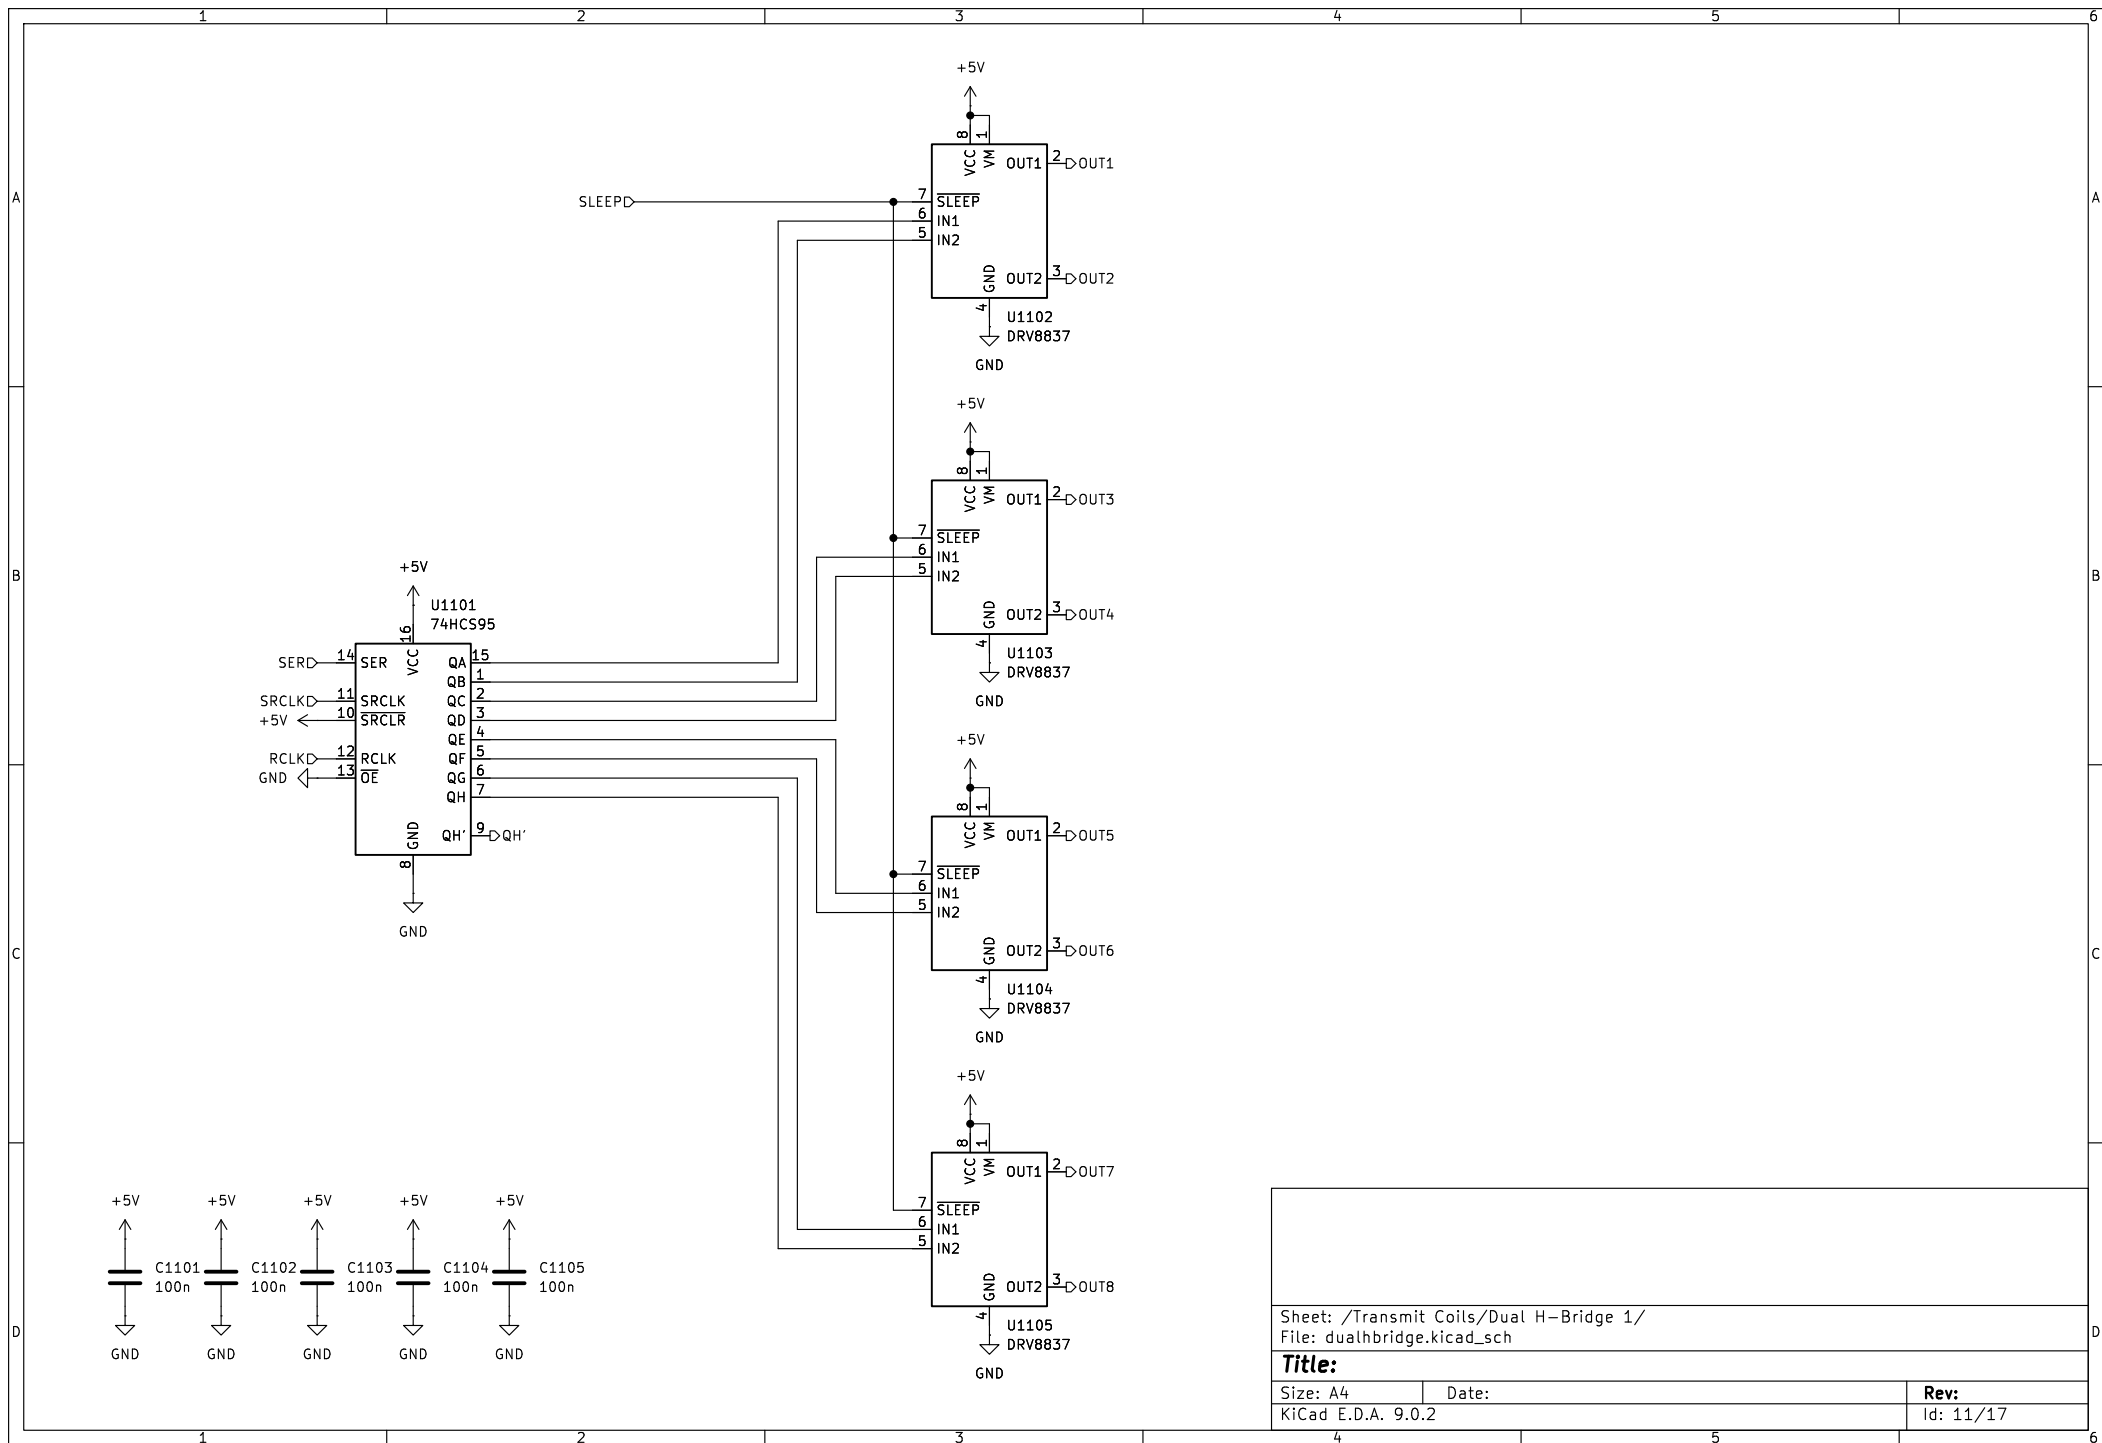 1 2 3 4 5 6
+5V
8 1
VCC VM OUT1 2 OUT1
A A
SLEEP 7 SLEEP
6 IN1
5 IN2
GND OUT2 3 OUT2
4
U1102
DRV8837
GND
+5V
8 1
VCC VM OUT1 2 OUT3
7 SLEEP
6 IN1
5 IN2
B B
GND OUT2 3 OUT4
4
U1103
DRV8837
GND
+5V
U1101
74HCS95
16
VCC
SER 14 SER QA 15
QB 1
SRCLK 11 SRCLK QC 2
+5V 10 SRCLR QD 3
QE 4
RCLK 12 RCLK QF 5
GND 13 OE QG 6
QH 7
GND QH' 9 QH'
8
GND
+5V
8 1
VCC VM OUT1 2 OUT5
7 SLEEP
6 IN1
5 IN2
C C
GND OUT2 3 OUT6
4
U1104
DRV8837
GND
+5V
8 1
VCC VM OUT1 2 OUT7
7 SLEEP
6 IN1
5 IN2
GND OUT2 3 OUT8
4
U1105
DRV8837
GND
+5V +5V +5V +5V +5V
C1101 C1102 C1103 C1104 C1105
100n 100n 100n 100n 100n
GND GND GND GND GND
D D
Sheet: /Transmit Coils/Dual H-Bridge 1/
File: dualhbridge.kicad_sch
Title:
Size: A4 Date: Rev:
KiCad E.D.A. 9.0.2 Id: 11/17
1 2 3 4 5 6